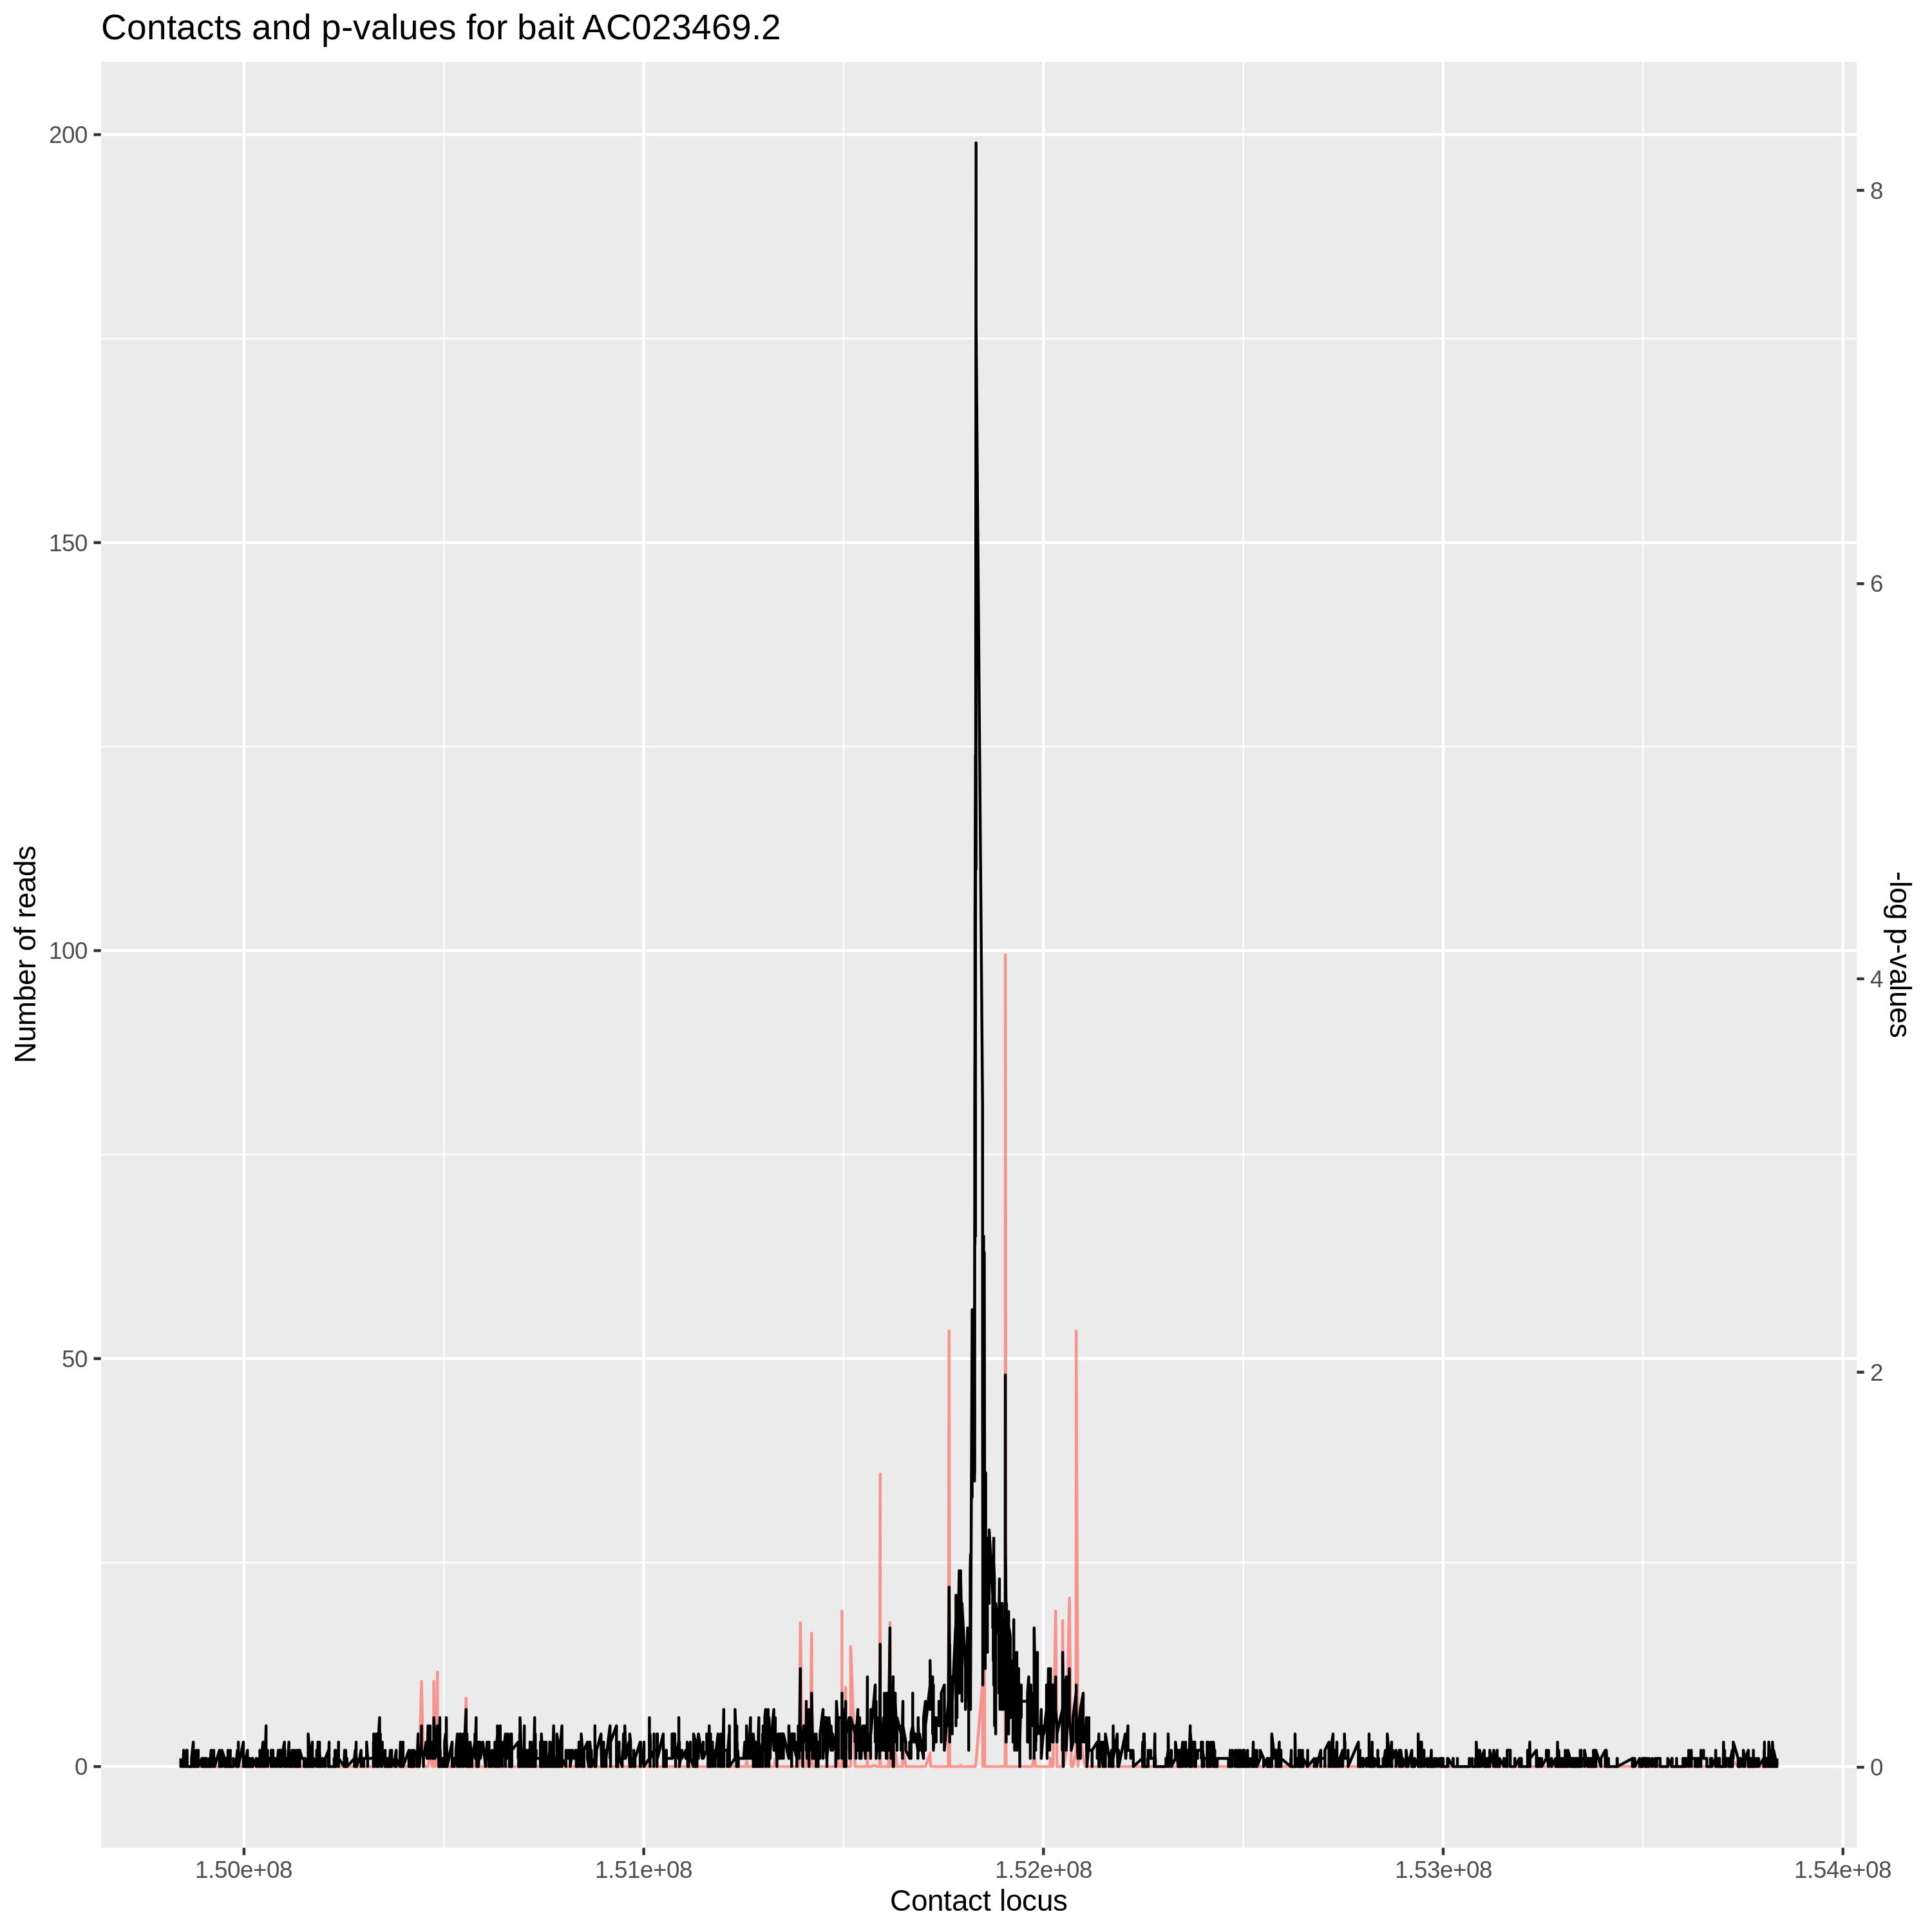 Contacts and p-values for bait AC023469.2
200
150
100
50
0
Number of reads
8
6
4
2
0
-log p-values
1.50e+08
1.51e+08
1.52e+08
1.53e+08
1.54e+08
Contact locus